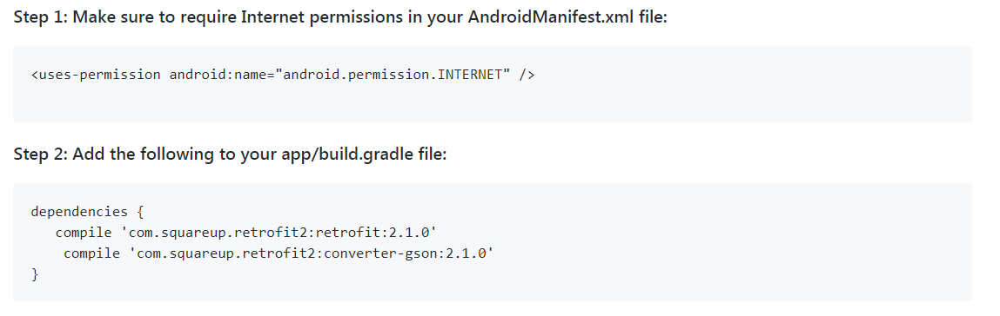 Step 1: Make sure to require Internet permissions in your AndroidManifest.xml file:
<uses-permission android:name="android.permission.INTERNET" />
Step 2: Add the following to your app/build.gradle file:
dependencies {
compile 'com.squareup.retrofit2:retrofit:2.1.0'
compile 'com.squareup.retrofit2:converter-gson:2.1.0'
}